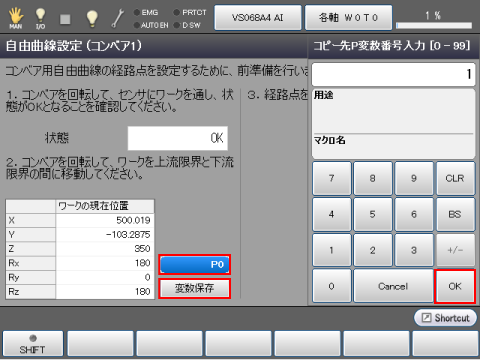 MAN
I/O
EMG
PRTCT
AUTOEN
DSW
VS068A4 AI
各軸 W0T0
1 %
自由曲線設定 (コンベア1)
コンベア用自由曲線の経路点を設定するために、前準備を行い
1. コンベアを回転して、センサにワークを通し、状
態がOKとなることを確認してください。
状態
OK
2. コンベアを回転して、ワークを上流限界と下流
限界の間に移動してください。
3. 経路点を
ワークの現在位置
X 500.019
Y -103.2875
Z 350
Rx 180
Ry 0
Rz 180
P0
変数保存
コピー先P変数番号入力 [0 - 99]
1
用途
マクロ名
7 8 9 CLR
4 5 6 BS
1 2 3 +/-
0 Cancel OK
Shortcut
SHIFT